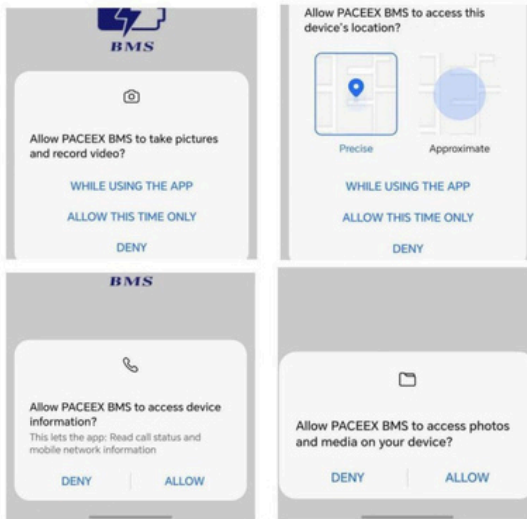 BMS
Allow PACEEX BMS to take pictures
and record video?
WHILE USING THE APP
ALLOW THIS TIME ONLY
DENY
Allow PACEEX BMS to access this
device's location?
Precise
Approximate
WHILE USING THE APP
ALLOW THIS TIME ONLY
DENY
BMS
Allow PACEEX BMS to access device
information?
This lets the app: Read call status and
mobile network information
DENY
ALLOW
Allow PACEEX BMS to access photos
and media on your device?
DENY
ALLOW